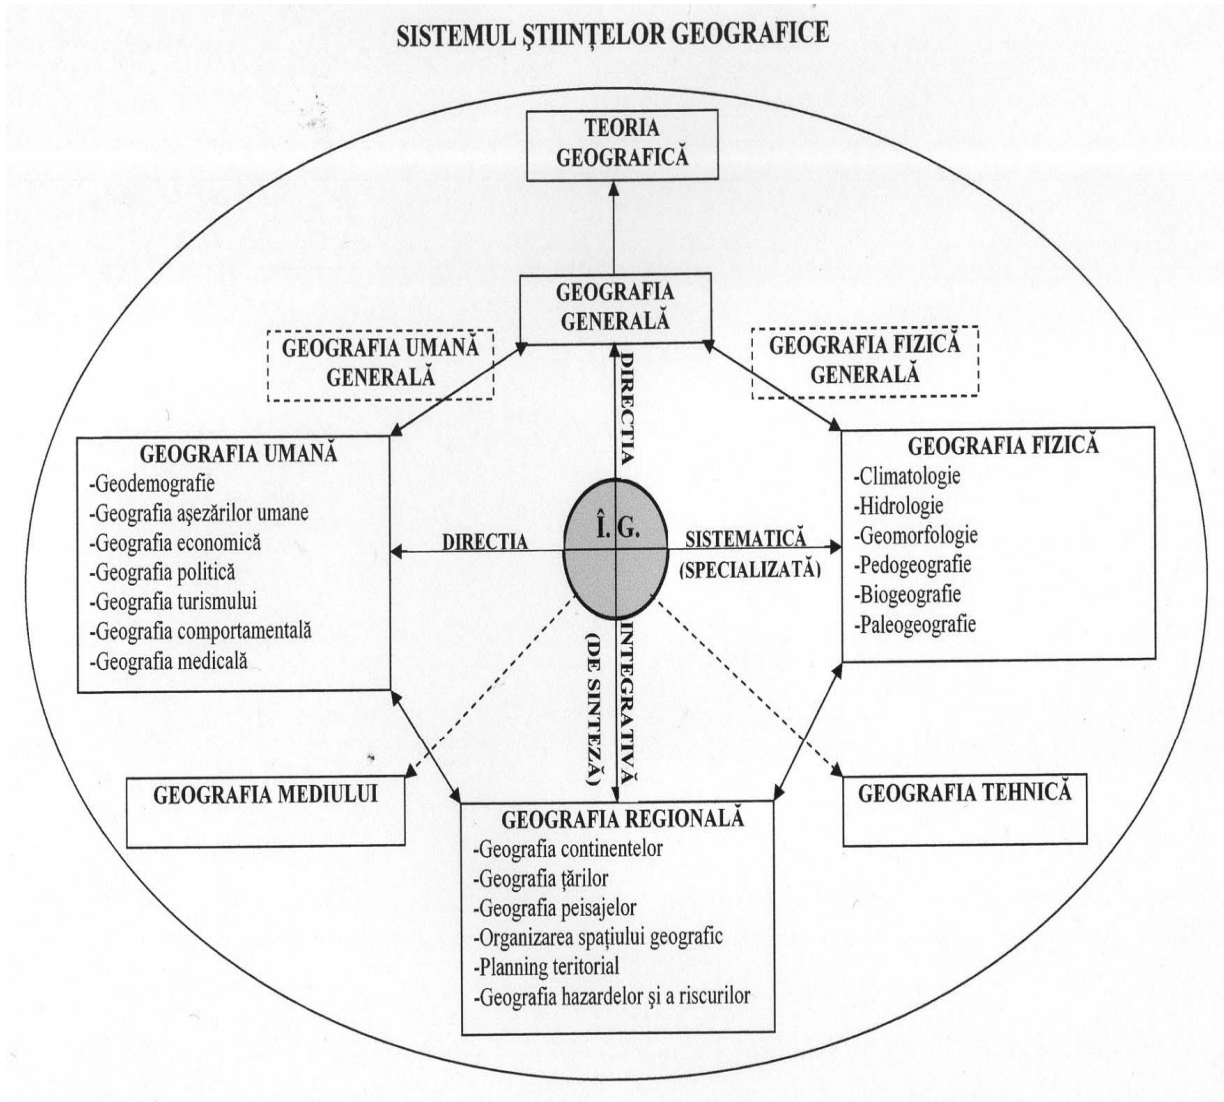 SISTEMUL ŞTIINŢELOR GEOGRAFICE
TEORIA
GEOGRAFICĂ
GEOGRAFIA
GENERALĂ
GEOGRAFIA UMANĂ
GENERALĂ
GEOGRAFIA FIZICĂ
GENERALĂ
GEOGRAFIA UMANĂ
-Geodemografie
-Geografia aşezărilor umane
-Geografia economică
-Geografia politică
-Geografia turismului
-Geografia comportamentală
-Geografia medicală
DIRECTIA
Î. G.
DIRECTIA
SISTEMATICĂ
(SPECIALIZATĂ)
GEOGRAFIA FIZICĂ
-Climatologie
-Hidrologie
-Geomorfologie
-Pedogeografie
-Biogeografie
-Paleogeografie
INTEGRATIVĂ
(DE SINTEZĂ)
GEOGRAFIA MEDIULUI
GEOGRAFIA TEHNICĂ
GEOGRAFIA REGIONALĂ
-Geografia continentelor
-Geografia ţărilor
-Geografia peisajelor
-Organizarea spaţiului geografic
-Planning teritorial
-Geografia hazardelor şi a riscurilor